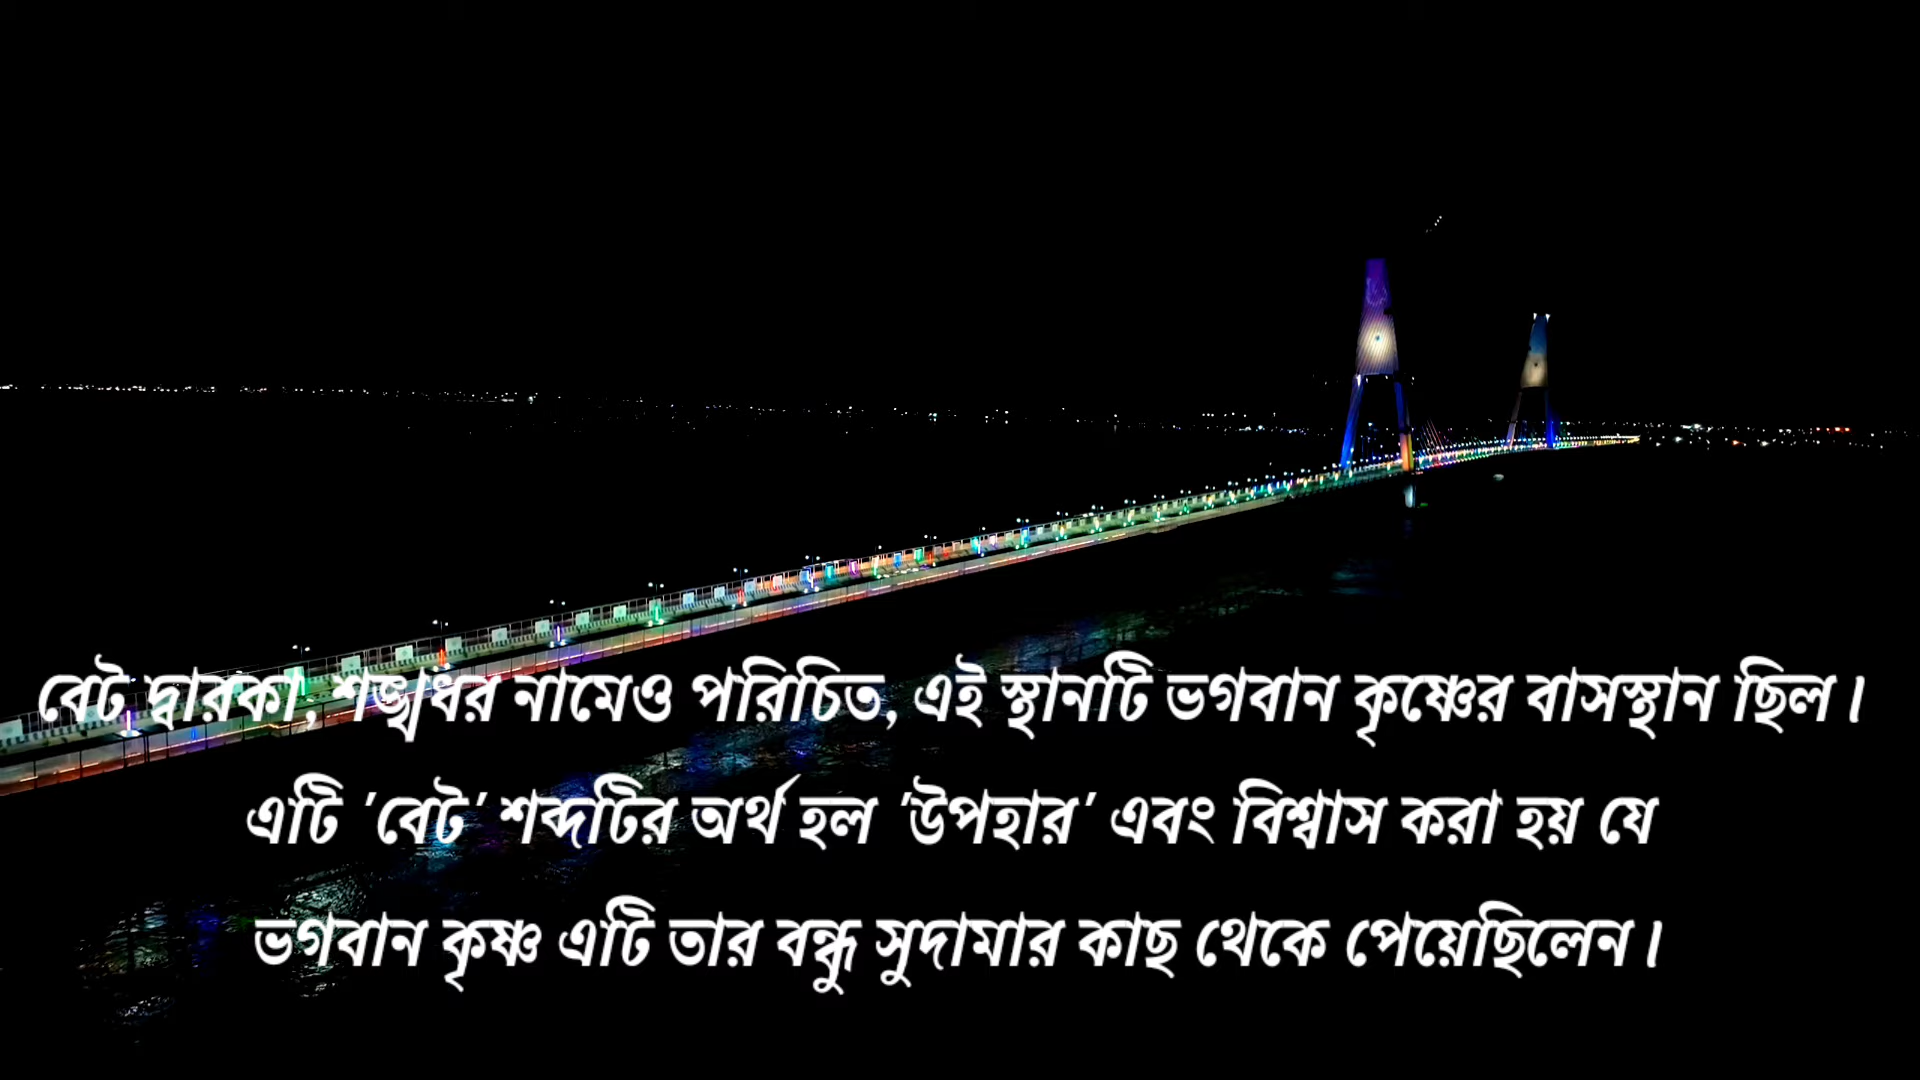 বেট দ্বারকা, শঙ্খধর নামেও পরিচিত, এই স্থানটি ভগবান কৃষ্ণের বাসস্থান ছিল।
এটি 'বেট' শব্দটির অর্থ হল 'উপহার' এবং বিশ্বাস করা হয় যে
ভগবান কৃষ্ণ এটি তার বন্ধু সুদামার কাছ থেকে পেয়েছিলেন।